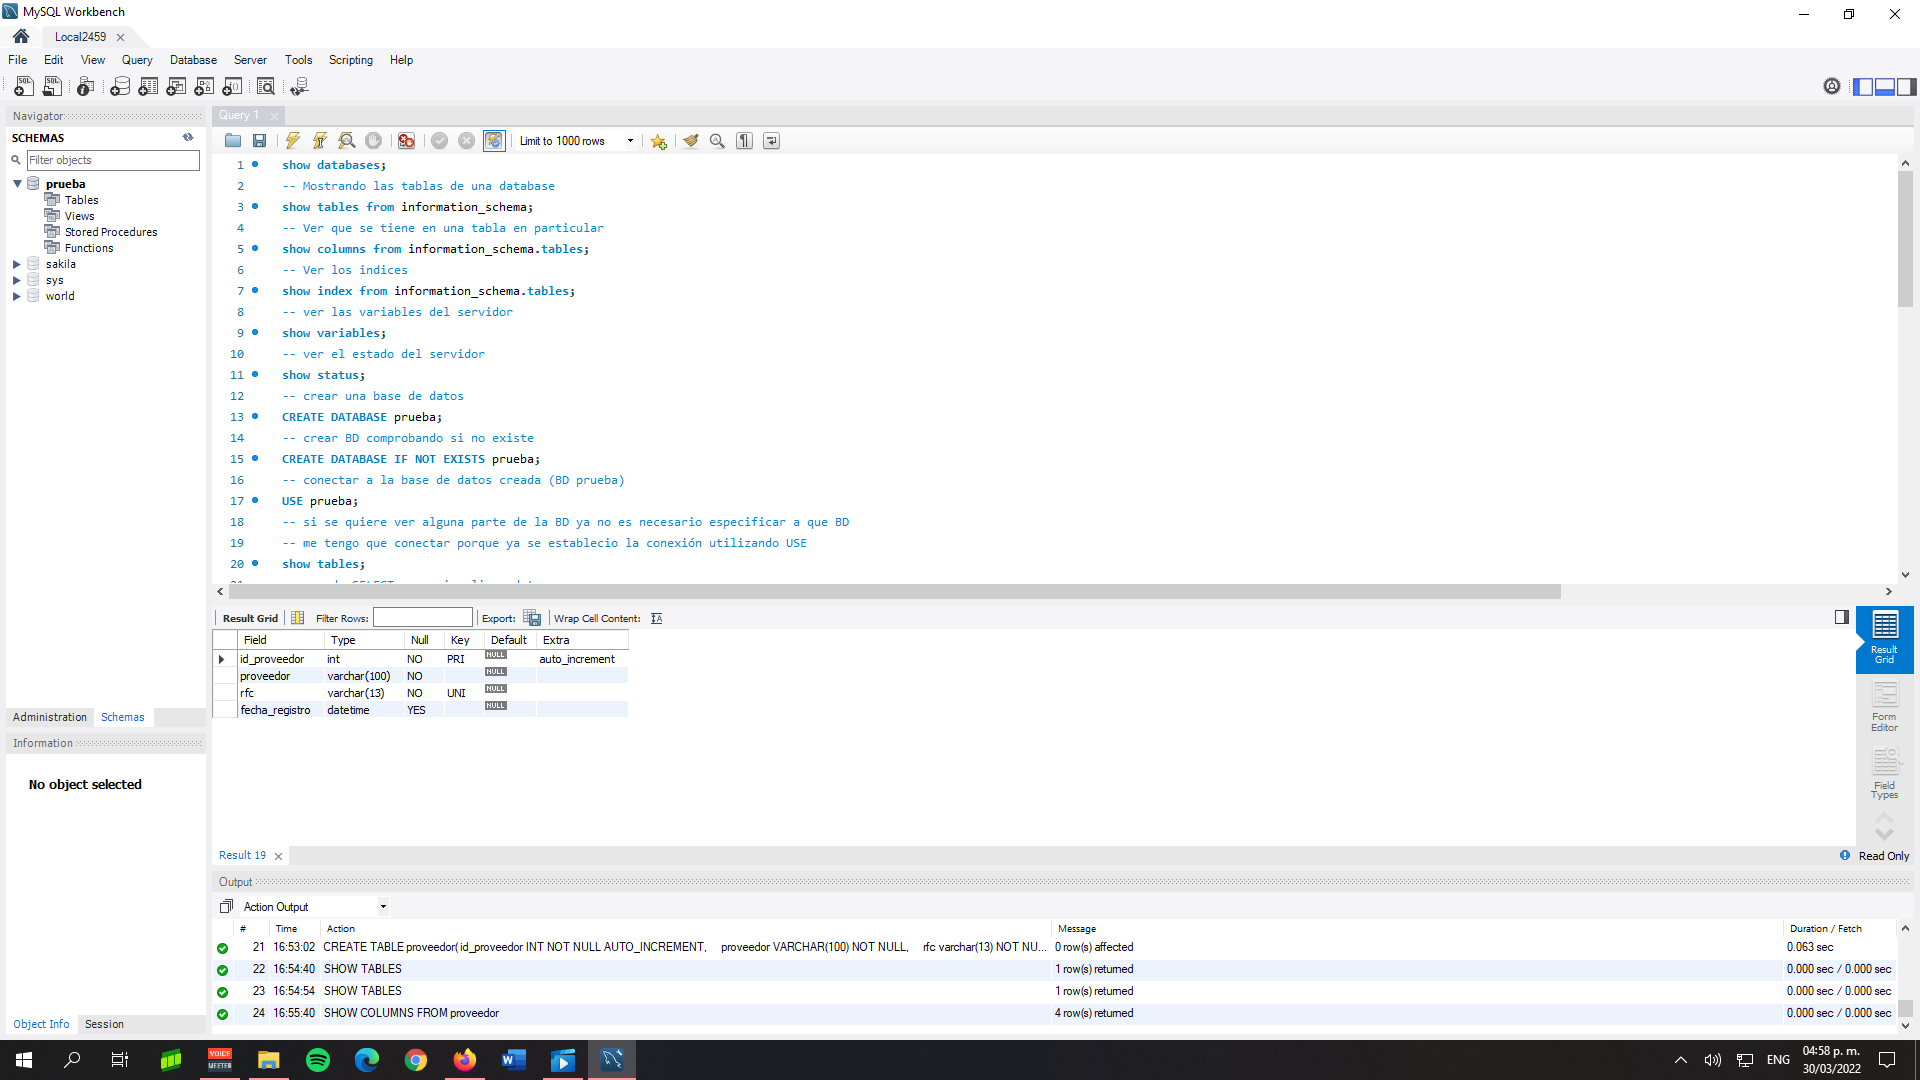 MySQL Workbench
Local2459
File Edit View Query Database Server Tools Scripting Help
Navigator
SCHEMAS
Filter objects
prueba
Tables
Views
Stored Procedures
Functions
sakila
sys
world
Administration Schemas
Information
No object selected
Object Info Session
Query 1
Limit to 1000 rows
1 show databases;
2 -- Mostrando las tablas de una database
3 show tables from information_schema;
4 -- Ver que se tiene en una tabla en particular
5 show columns from information_schema.tables;
6 -- Ver los indices
7 show index from information_schema.tables;
8 -- ver las variables del servidor
9 show variables;
10 -- ver el estado del servidor
11 show status;
12 -- crear una base de datos
13 CREATE DATABASE prueba;
14 -- crear BD comprobando si no existe
15 CREATE DATABASE IF NOT EXISTS prueba;
16 -- conectar a la base de datos creada (BD prueba)
17 USE prueba;
18 -- si se quiere ver alguna parte de la BD ya no es necesario especificar a que BD
19 -- me tengo que conectar porque ya se establecio la conexión utilizando USE
20 show tables;
Result Grid Filter Rows: Export: Wrap Cell Content:
Field Type Null Key Default Extra
id_proveedor int NO PRI NULL auto_increment
proveedor varchar(100) NO NULL
rfc varchar(13) NO UNI NULL
fecha_registro datetime YES NULL
Result Grid
Form Editor
Field Types
Result 19
Read Only
Output
Action Output
# Time Action Message Duration / Fetch
21 16:53:02 CREATE TABLE proveedor( id_proveedor INT NOT NULL AUTO_INCREMENT, proveedor VARCHAR(100) NOT NULL, rfc varchar(13) NOT NU... 0 row(s) affected 0.063 sec
22 16:54:40 SHOW TABLES 1 row(s) returned 0.000 sec / 0.000 sec
23 16:54:54 SHOW TABLES 1 row(s) returned 0.000 sec / 0.000 sec
24 16:55:40 SHOW COLUMNS FROM proveedor 4 row(s) returned 0.000 sec / 0.000 sec
VOICE MEETER
ENG
04:58 p. m.
30/03/2022